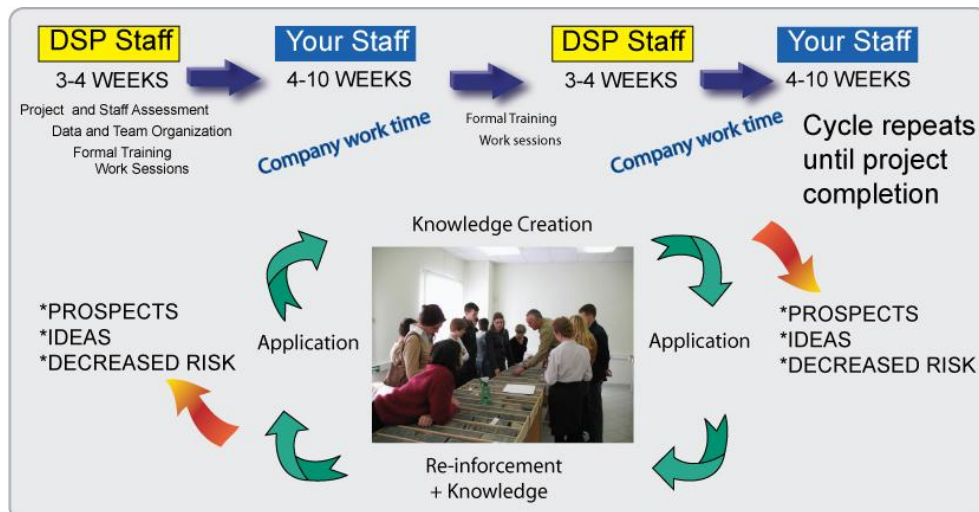 DSP Staff
3-4 WEEKS
Project and Staff Assessment
Data and Team Organization
Formal Training
Work Sessions
Your Staff
4-10 WEEKS
Company work time
DSP Staff
3-4 WEEKS
Formal Training
Work sessions
Your Staff
4-10 WEEKS
Company work time
Cycle repeats
until project
completion
Knowledge Creation
*PROSPECTS
*IDEAS
*DECREASED RISK
Application
Application
*PROSPECTS
*IDEAS
*DECREASED RISK
Re-inforcement
+ Knowledge